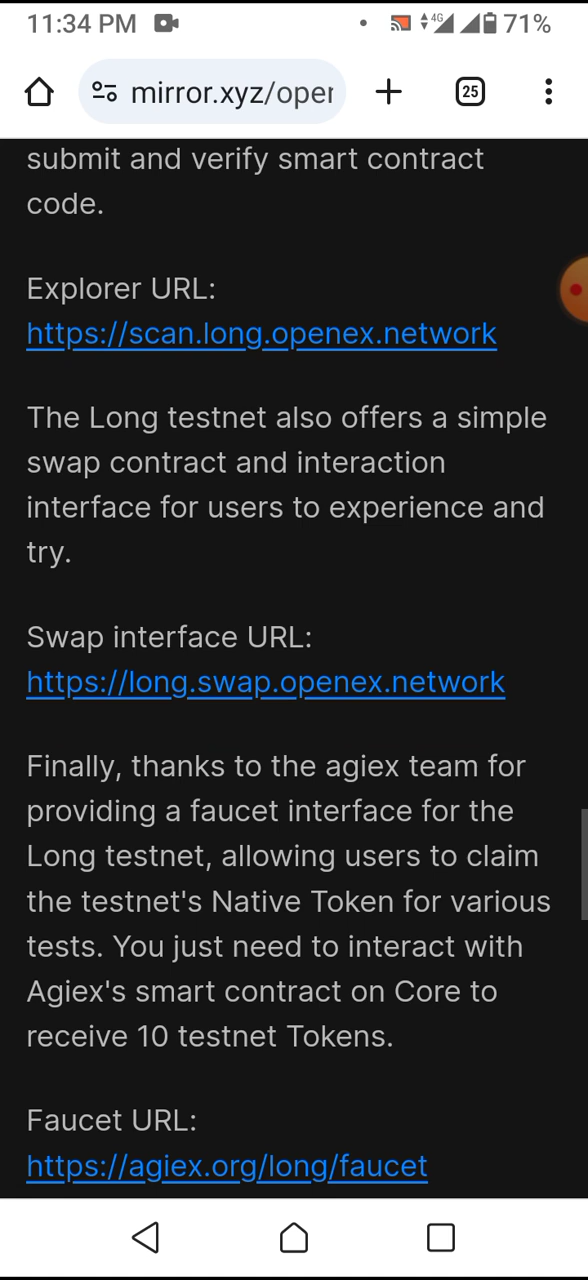 11:34 PM 4G 71%
mirror.xyz/oper 25
submit and verify smart contract
code.
Explorer URL:
https://scan.long.openex.network
The Long testnet also offers a simple
swap contract and interaction
interface for users to experience and
try.
Swap interface URL:
https://long.swap.openex.network
Finally, thanks to the agiex team for
providing a faucet interface for the
Long testnet, allowing users to claim
the testnet's Native Token for various
tests. You just need to interact with
Agiex's smart contract on Core to
receive 10 testnet Tokens.
Faucet URL:
https://agiex.org/long/faucet